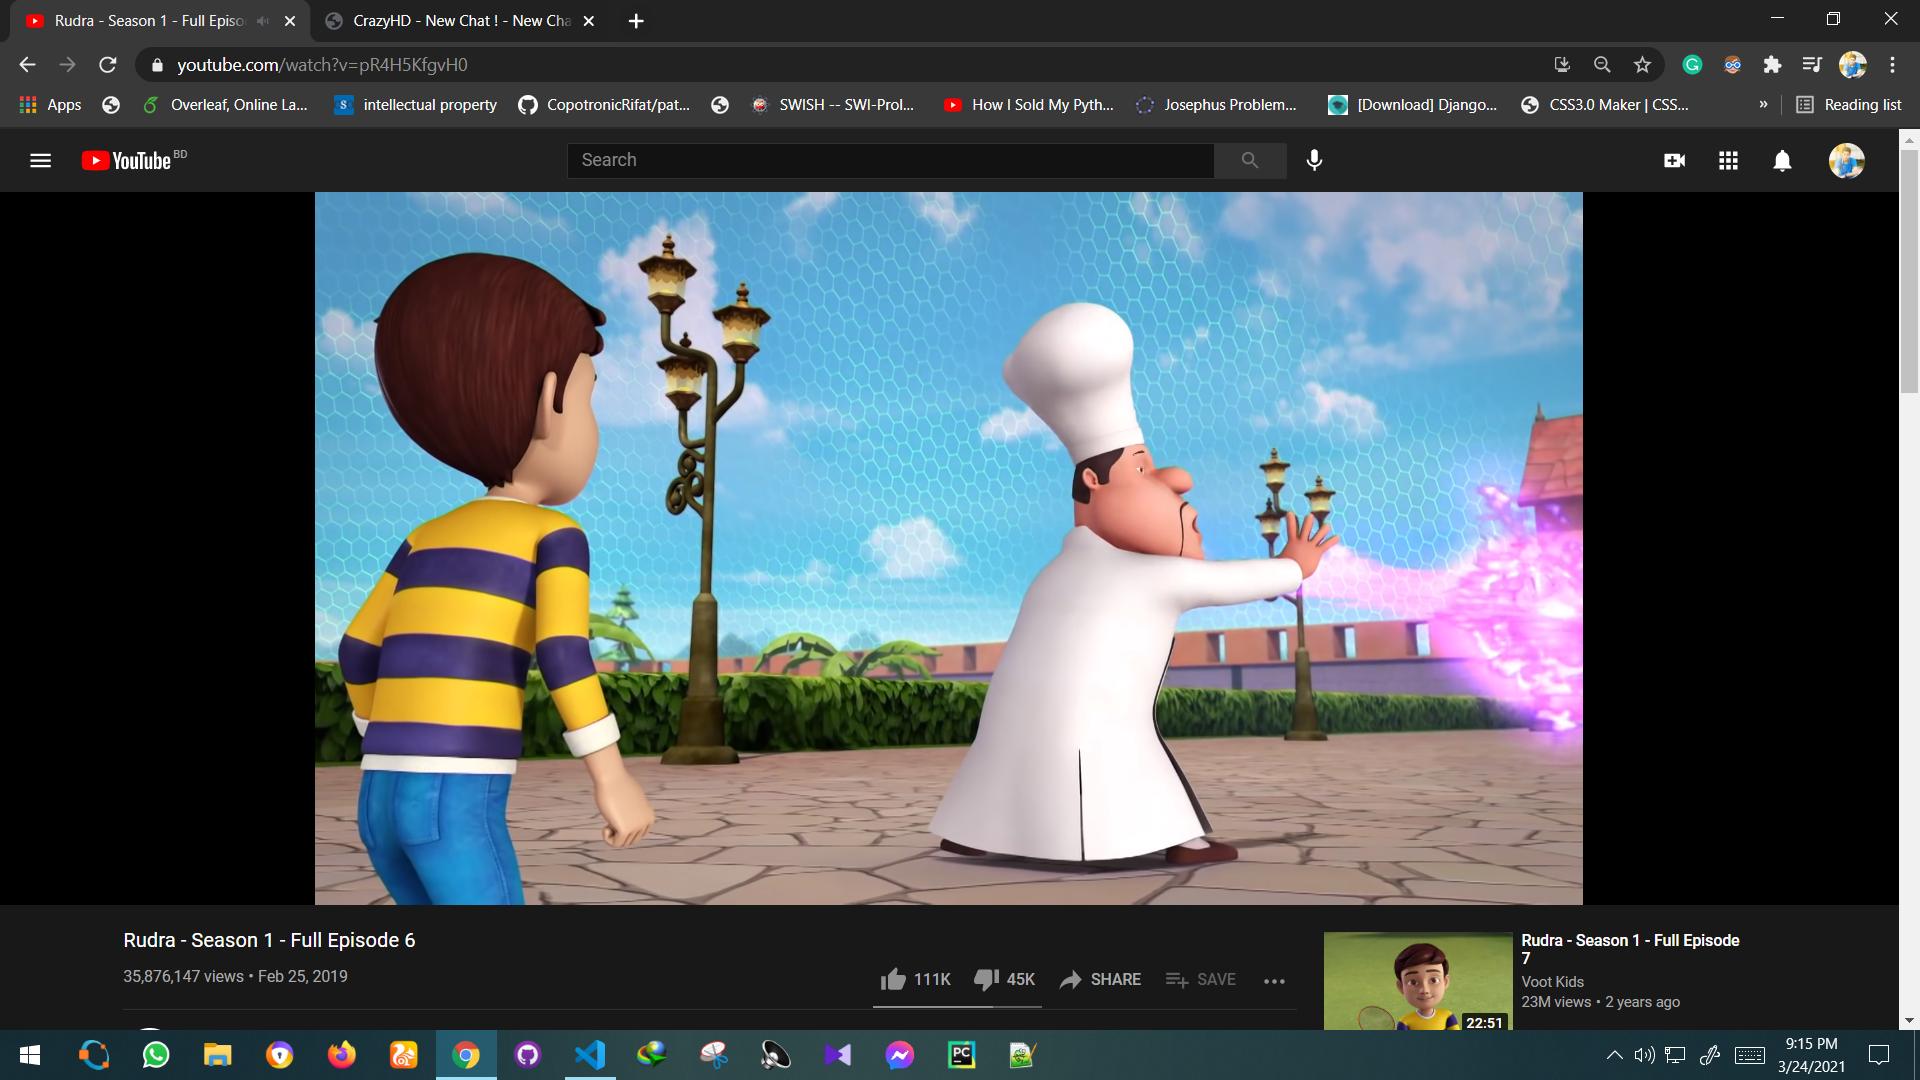 Rudra - Season 1 - Full Episo
CrazyHD - New Chat ! - New Cha
youtube.com/watch?v=pR4H5KfgvH0
Apps
Overleaf, Online La...
S
intellectual property
CopotronicRifat/pat...
SWISH -- SWI-Prol...
How I Sold My Pyth...
Josephus Problem...
[Download] Django...
CSS3.0 Maker | CSS...
»
Reading list
YouTube BD
Search
Rudra - Season 1 - Full Episode 6
35,876,147 views • Feb 25, 2019
111K
45K
SHARE
SAVE
Rudra - Season 1 - Full Episode
7
Voot Kids
23M views • 2 years ago
22:51
PC
9:15 PM
3/24/2021